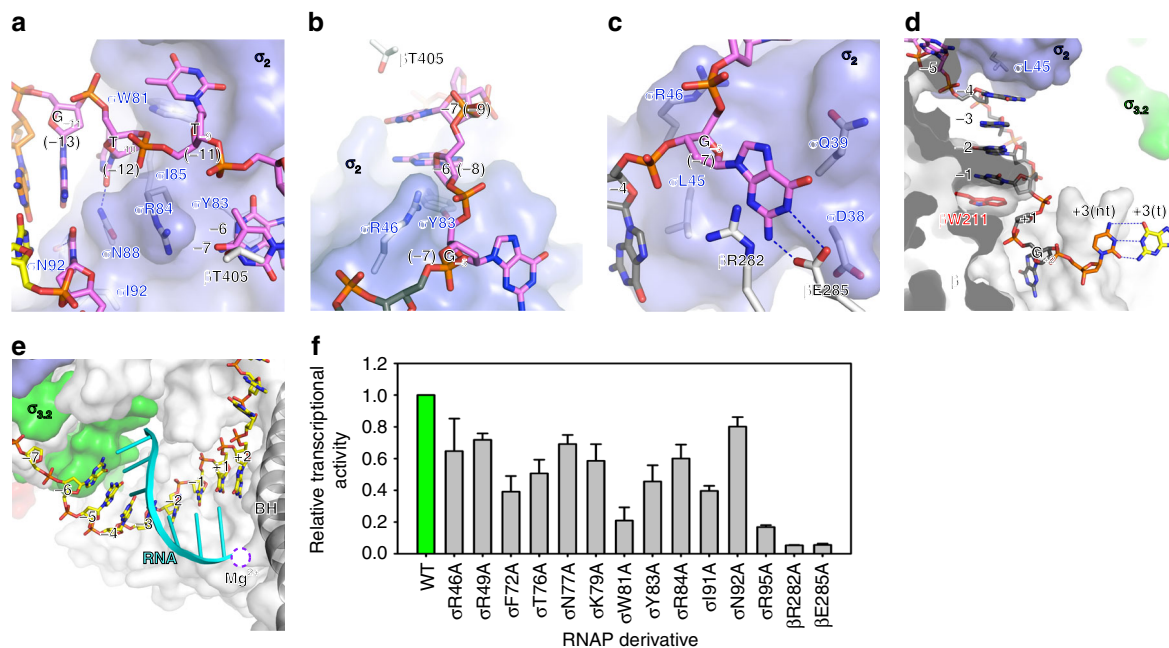 a
σ2
σW81
G-11
(−13)
T-10
(−12)
(−11)
σI85
σR84
σY83
σN88
−6
−7
βT405
σN92
σI92
b
βT405
−7
(−9)
σ2
−6
(−8)
σR46
σY83
(−7)
G
c
σ2
σR46
G
(−7)
σQ39
−4
σL45
σD38
βR282
βE285
d
σ2
−5
σL45
−4
−3
2
−1
σ3.2
βW211
+1
+3(nt)
+3(t)
G
β
e
σ3.2
−7
−6
−5
−4
−3
−2
−1
+1
+2
BH
RNA
Mg2+
f
Relative transcriptional
activity
1.2
1.0
0.8
0.6
0.4
0.2
0.0
WT
σR46A
σR49A
σF72A
σT76A
σN77A
σK79A
σW81A
σY83A
σR84A
σI91A
σN92A
σR95A
βR282A
βE285A
RNAP derivative